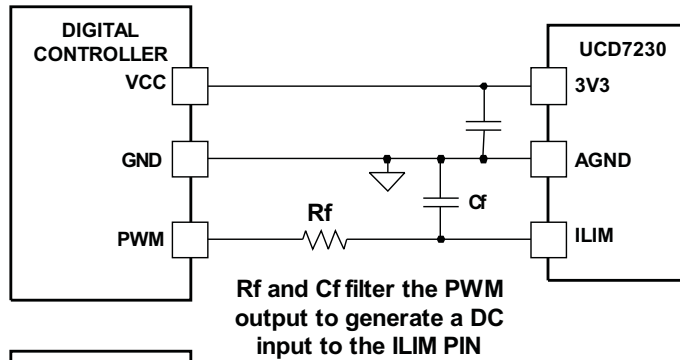 DIGITAL
CONTROLLER
UCD7230
VCC
3V3
GND
AGND
Cf
Rf
PWM
ILIM
Rf and Cf filter the PWM
output to generate a DC
input to the ILIM PIN